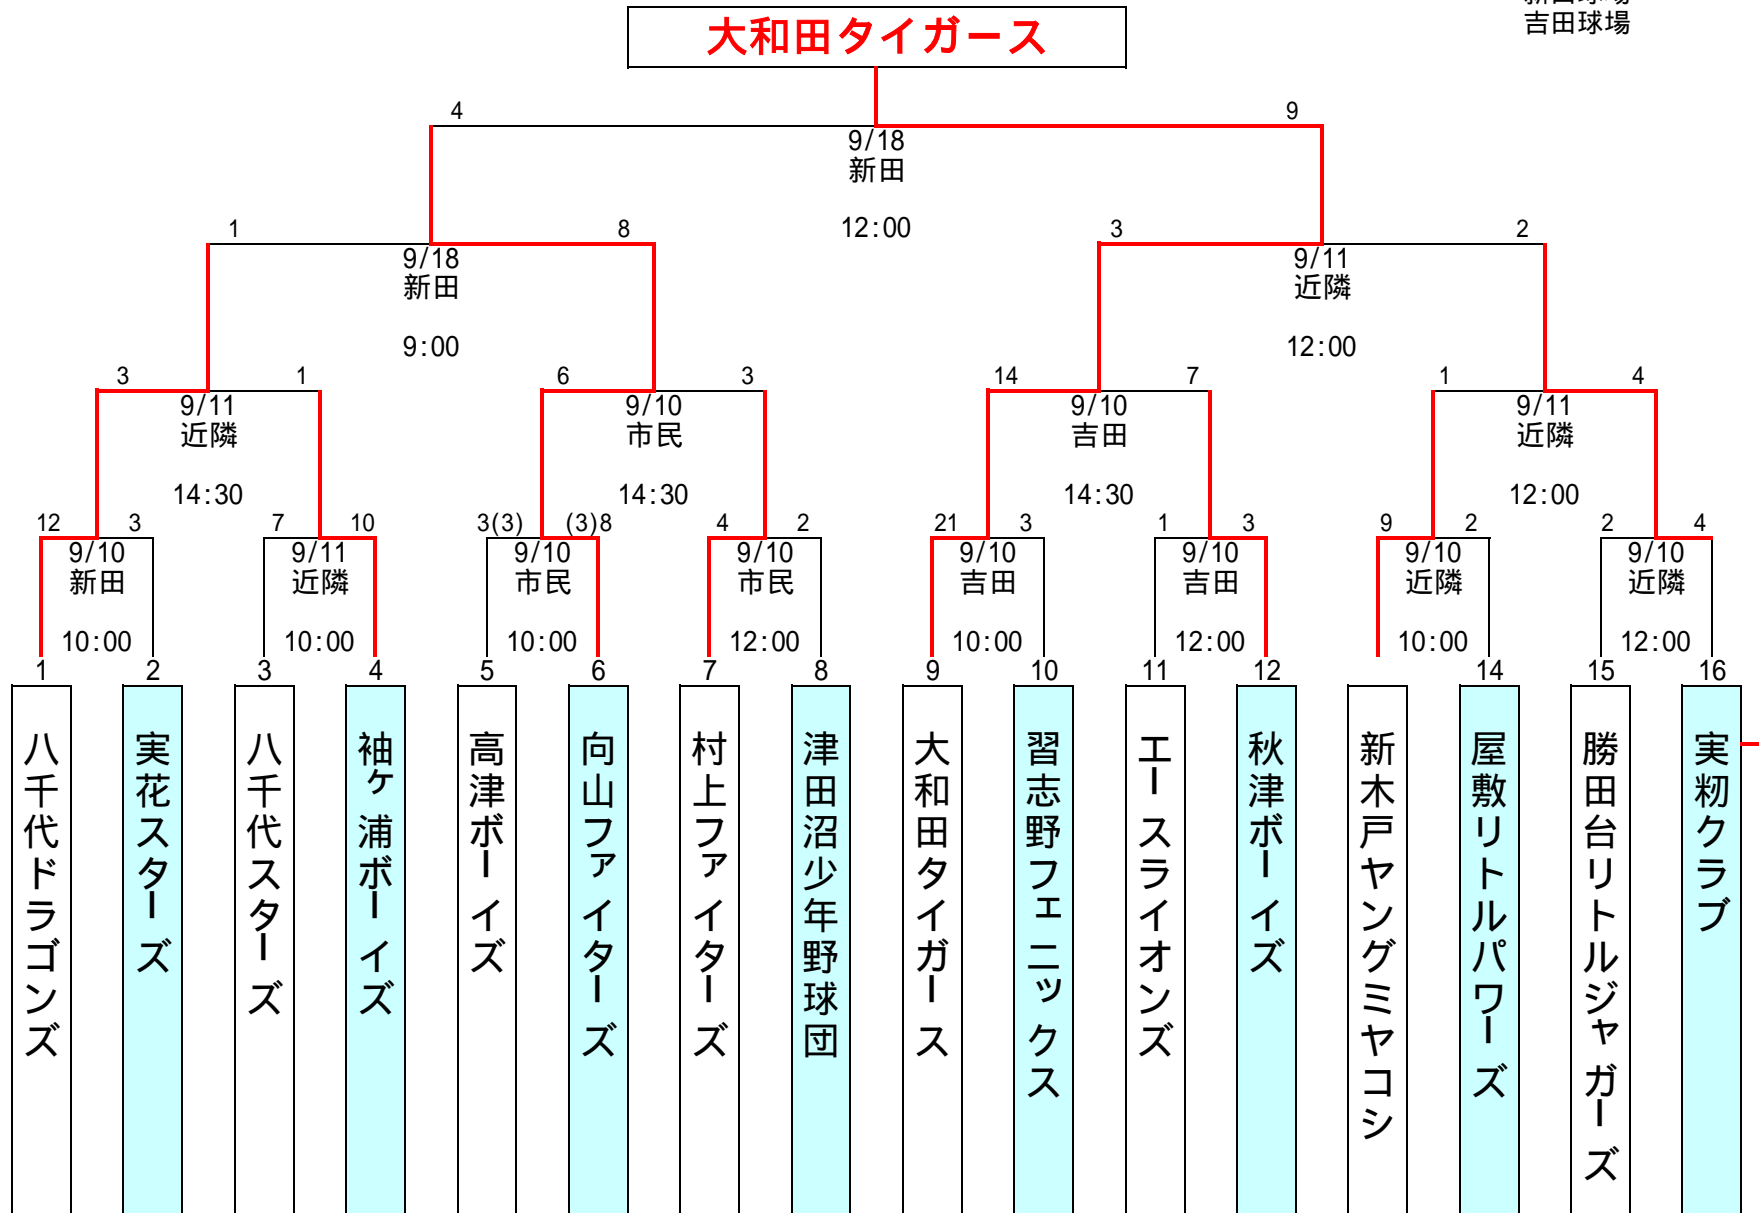 新田球場
吉田球場
大和田タイガース
4 9
9/18
新田
12:00
1 8 3 2
9/18 9/11
新田 近隣
9:00 12:00
3 1 6 3 14 7 1 4
9/11 9/10 9/10 9/11
近隣 市民 吉田 近隣
14:30 14:30 14:30 12:00
12 3 7 10 3(3) (3)8 4 2 21 3 1 3 9 2 2 4
9/10 9/11 9/10 9/10 9/10 9/10 9/10 9/10
新田 近隣 市民 市民 吉田 吉田 近隣 近隣
10:00 10:00 10:00 12:00 10:00 12:00 10:00 12:00
1 2 3 4 5 6 7 8 9 10 11 12 14 15 16
八千代ドラゴンズ
実花スターズ
八千代スターズ
袖ヶ浦ボーイズ
高津ボーイズ
向山ファイターズ
村上ファイターズ
津田沼少年野球団
大和田タイガース
習志野フェニックス
エースライオンズ
秋津ボーイズ
新木戸ヤングミヤコシ
屋敷リトルパワーズ
勝田台リトルジャガーズ
実籾クラブ